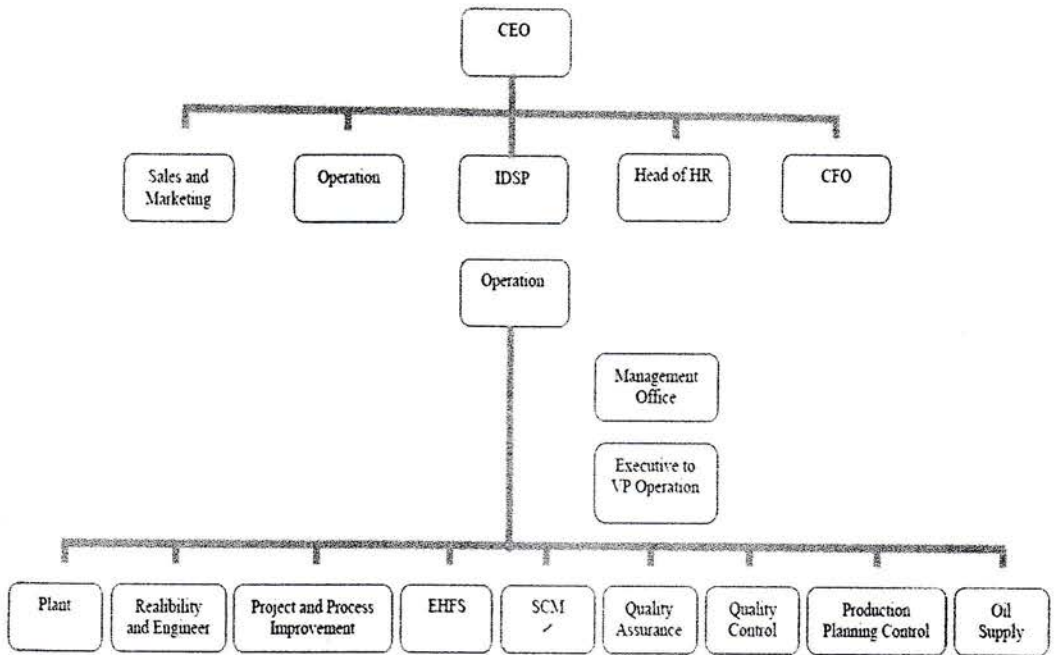 CEO
Sales and
Marketing
Operation
IDSP
Head of HR
CFO
Operation
Management
Office
Executive to
VP Operation
Plant
Realibility
and Engineer
Project and Process
Improvement
EHFS
SCM
Quality
Assurance
Quality
Control
Production
Planning Control
Oil
Supply